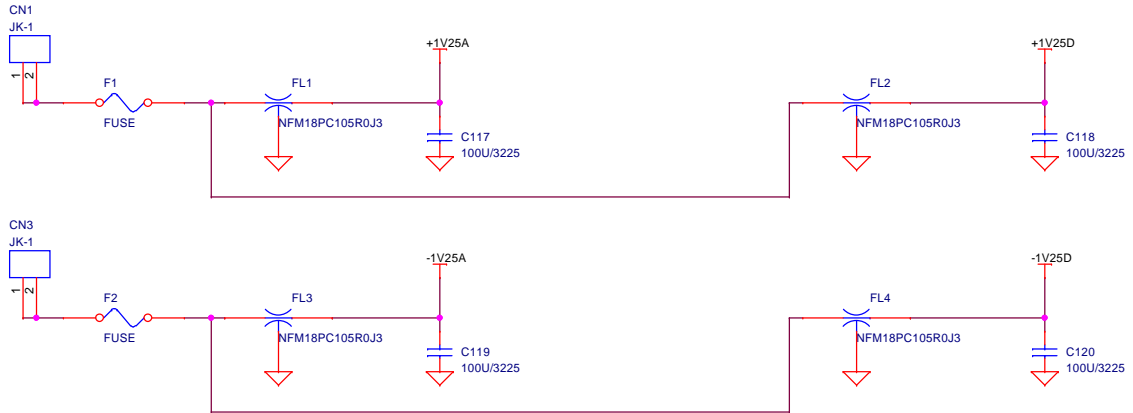 CN1
JK-1
1
2
F1
FUSE
FL1
NFM18PC105R0J3
+1V25A
C117
100U/3225
FL2
NFM18PC105R0J3
+1V25D
C118
100U/3225
CN3
JK-1
1
2
F2
FUSE
FL3
NFM18PC105R0J3
-1V25A
C119
100U/3225
FL4
NFM18PC105R0J3
-1V25D
C120
100U/3225